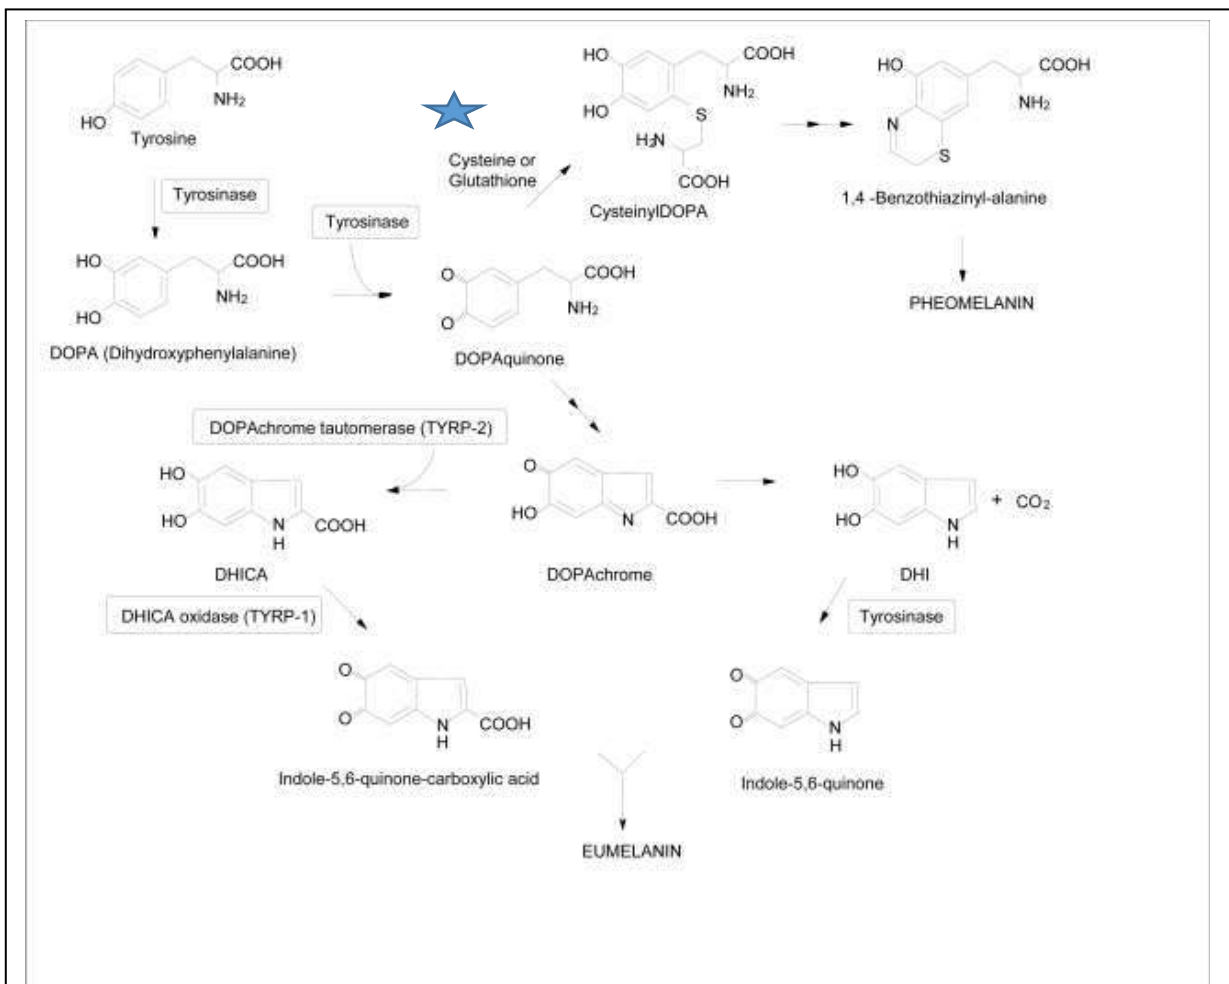 COOH
NH2
HO
Tyrosine
Tyrosinase
HO
HO
COOH
NH2
DOPA (Dihydroxyphenylalanine)
Tyrosinase
O
O
COOH
NH2
DOPAquinone
Cysteine or
Glutathione
HO
HO
COOH
NH2
S
H2N
COOH
CysteinylDOPA
HO
COOH
NH2
N
S
1,4 -Benzothiazinyl-alanine
PHEOMELANIN
DOPAchrome tautomerase (TYRP-2)
HO
HO
N
H
COOH
DHICA
O
HO
N
COOH
DOPAchrome
HO
HO
N
H
+ CO2
DHI
DHICA oxidase (TYRP-1)
Tyrosinase
O
O
N
H
COOH
Indole-5,6-quinone-carboxylic acid
O
O
N
H
Indole-5,6-quinone
EUMELANIN